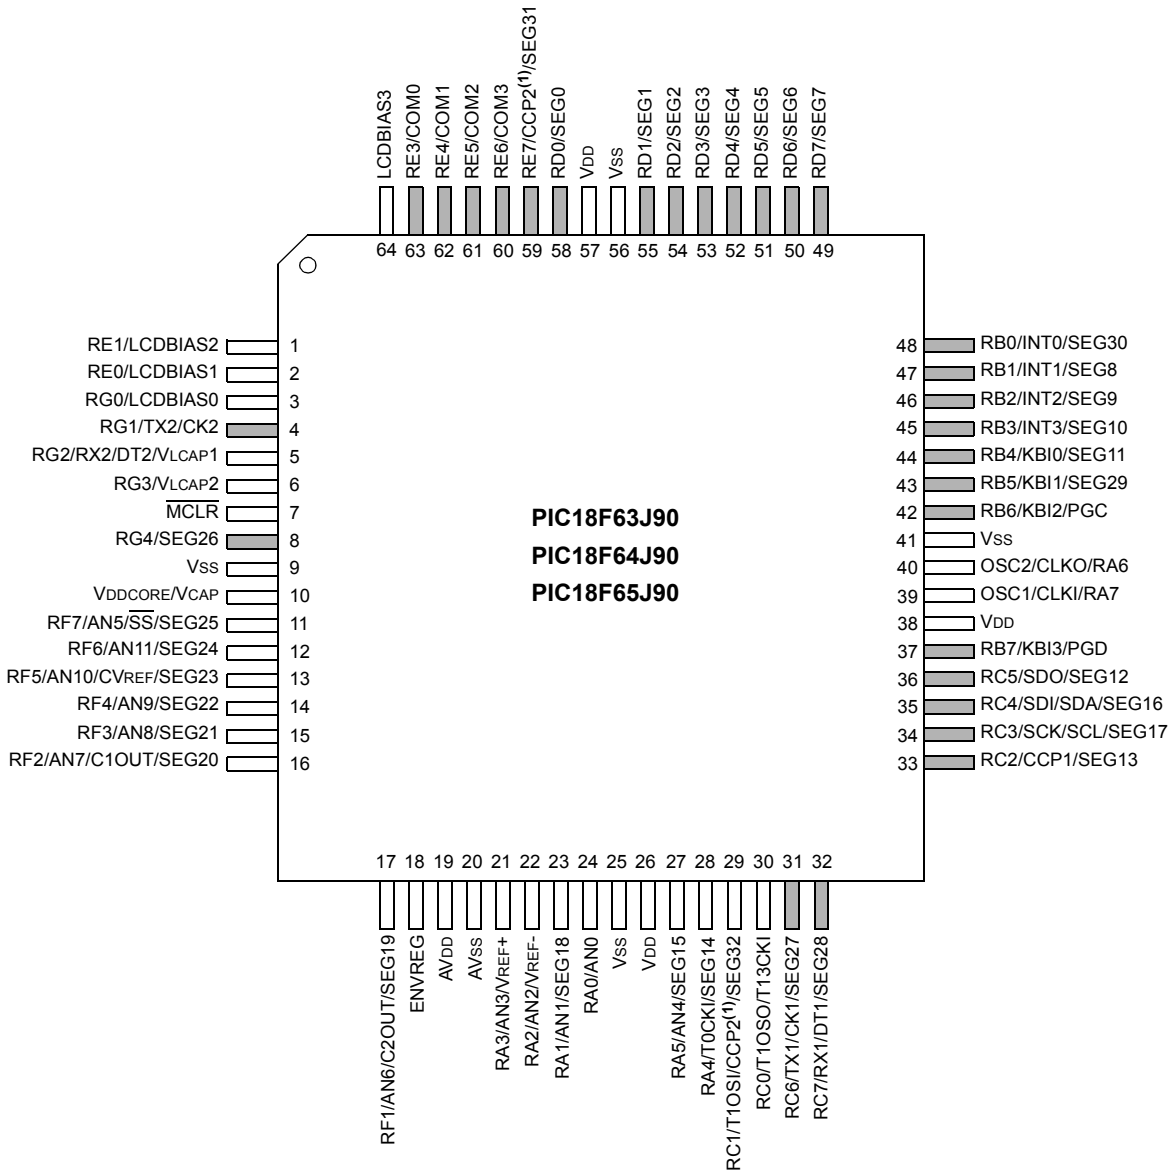 LCDBIAS3
RE3/COM0
RE4/COM1
RE5/COM2
RE6/COM3
RE7/CCP2(1)/SEG31
RD0/SEG0
VDD
VSS
RD1/SEG1
RD2/SEG2
RD3/SEG3
RD4/SEG4
RD5/SEG5
RD6/SEG6
RD7/SEG7
64 63 62 61 60 59 58 57 56 55 54 53 52 51 50 49
RE1/LCDBIAS2 1
RE0/LCDBIAS1 2
RG0/LCDBIAS0 3
RG1/TX2/CK2 4
RG2/RX2/DT2/VLCAP1 5
RG3/VLCAP2 6
MCLR 7
RG4/SEG26 8
VSS 9
VDDCORE/VCAP 10
RF7/AN5/SS/SEG25 11
RF6/AN11/SEG24 12
RF5/AN10/CVREF/SEG23 13
RF4/AN9/SEG22 14
RF3/AN8/SEG21 15
RF2/AN7/C1OUT/SEG20 16
PIC18F63J90
PIC18F64J90
PIC18F65J90
48 RB0/INT0/SEG30
47 RB1/INT1/SEG8
46 RB2/INT2/SEG9
45 RB3/INT3/SEG10
44 RB4/KBI0/SEG11
43 RB5/KBI1/SEG29
42 RB6/KBI2/PGC
41 VSS
40 OSC2/CLKO/RA6
39 OSC1/CLKI/RA7
38 VDD
37 RB7/KBI3/PGD
36 RC5/SDO/SEG12
35 RC4/SDI/SDA/SEG16
34 RC3/SCK/SCL/SEG17
33 RC2/CCP1/SEG13
17 18 19 20 21 22 23 24 25 26 27 28 29 30 31 32
RF1/AN6/C2OUT/SEG19
ENVREG
AVDD
AVSS
RA3/AN3/VREF+
RA2/AN2/VREF-
RA1/AN1/SEG18
RA0/AN0
VSS
VDD
RA5/AN4/SEG15
RA4/T0CKI/SEG14
RC1/T1OSI/CCP2(1)/SEG32
RC0/T1OSO/T13CKI
RC6/TX1/CK1/SEG27
RC7/RX1/DT1/SEG28